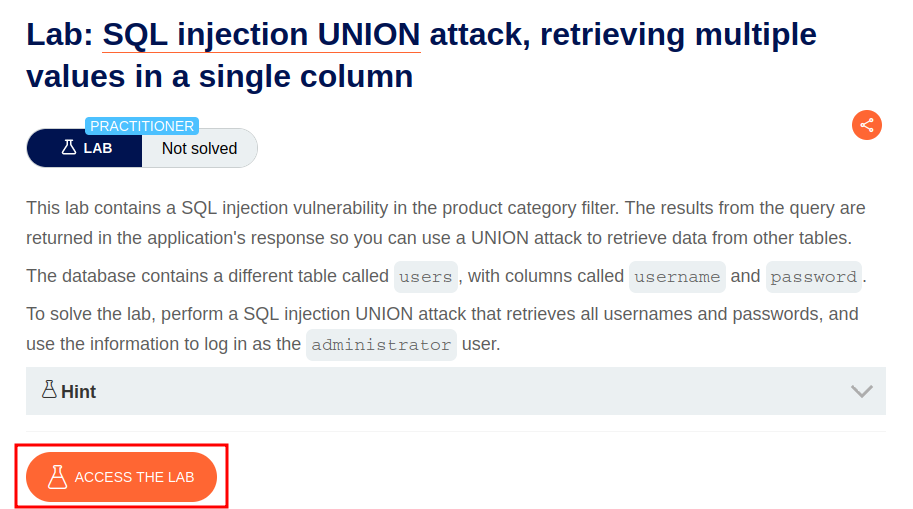 Lab: SQL injection UNION attack, retrieving multiple
values in a single column
PRACTITIONER
LAB
Not solved
This lab contains a SQL injection vulnerability in the product category filter. The results from the query are
returned in the application's response so you can use a UNION attack to retrieve data from other tables.
The database contains a different table called users, with columns called username and password.
To solve the lab, perform a SQL injection UNION attack that retrieves all usernames and passwords, and
use the information to log in as the administrator user.
Hint
ACCESS THE LAB